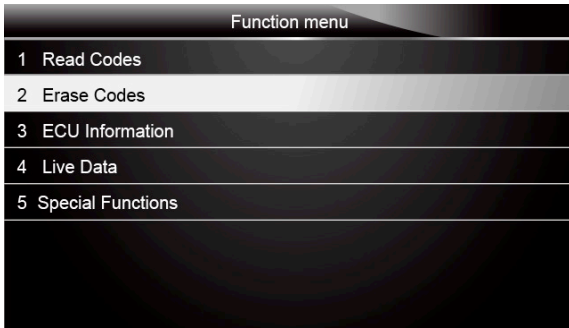 Function menu
1 Read Codes
2 Erase Codes
3 ECU Information
4 Live Data
5 Special Functions